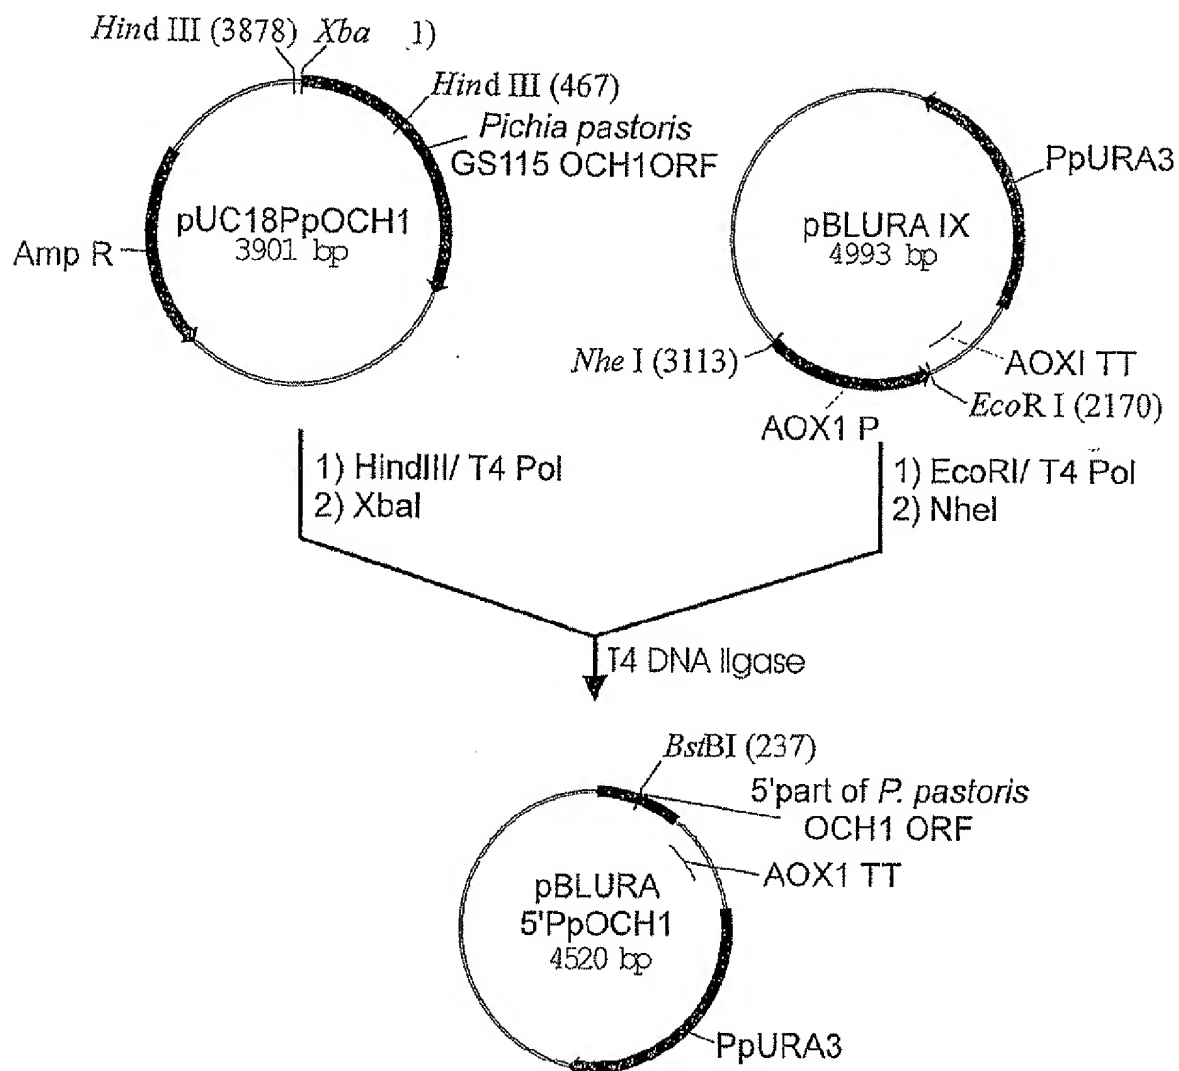 Hind III (3878) Xba 1)
Hind III (467)
Pichia pastoris
GS115 OCH1ORF
pUC18PpOCH1
3901 bp
Amp R
PpURA3
pBLURA IX
4993 bp
Nhe I (3113)
AOXI TT
EcoR I (2170)
AOX1 P
1) HindIII/ T4 Pol
2) XbaI
1) EcoRI/ T4 Pol
2) NheI
T4 DNA ligase
BstBI (237)
5'part of P. pastoris
OCH1 ORF
AOX1 TT
pBLURA
5'PpOCH1
4520 bp
PpURA3